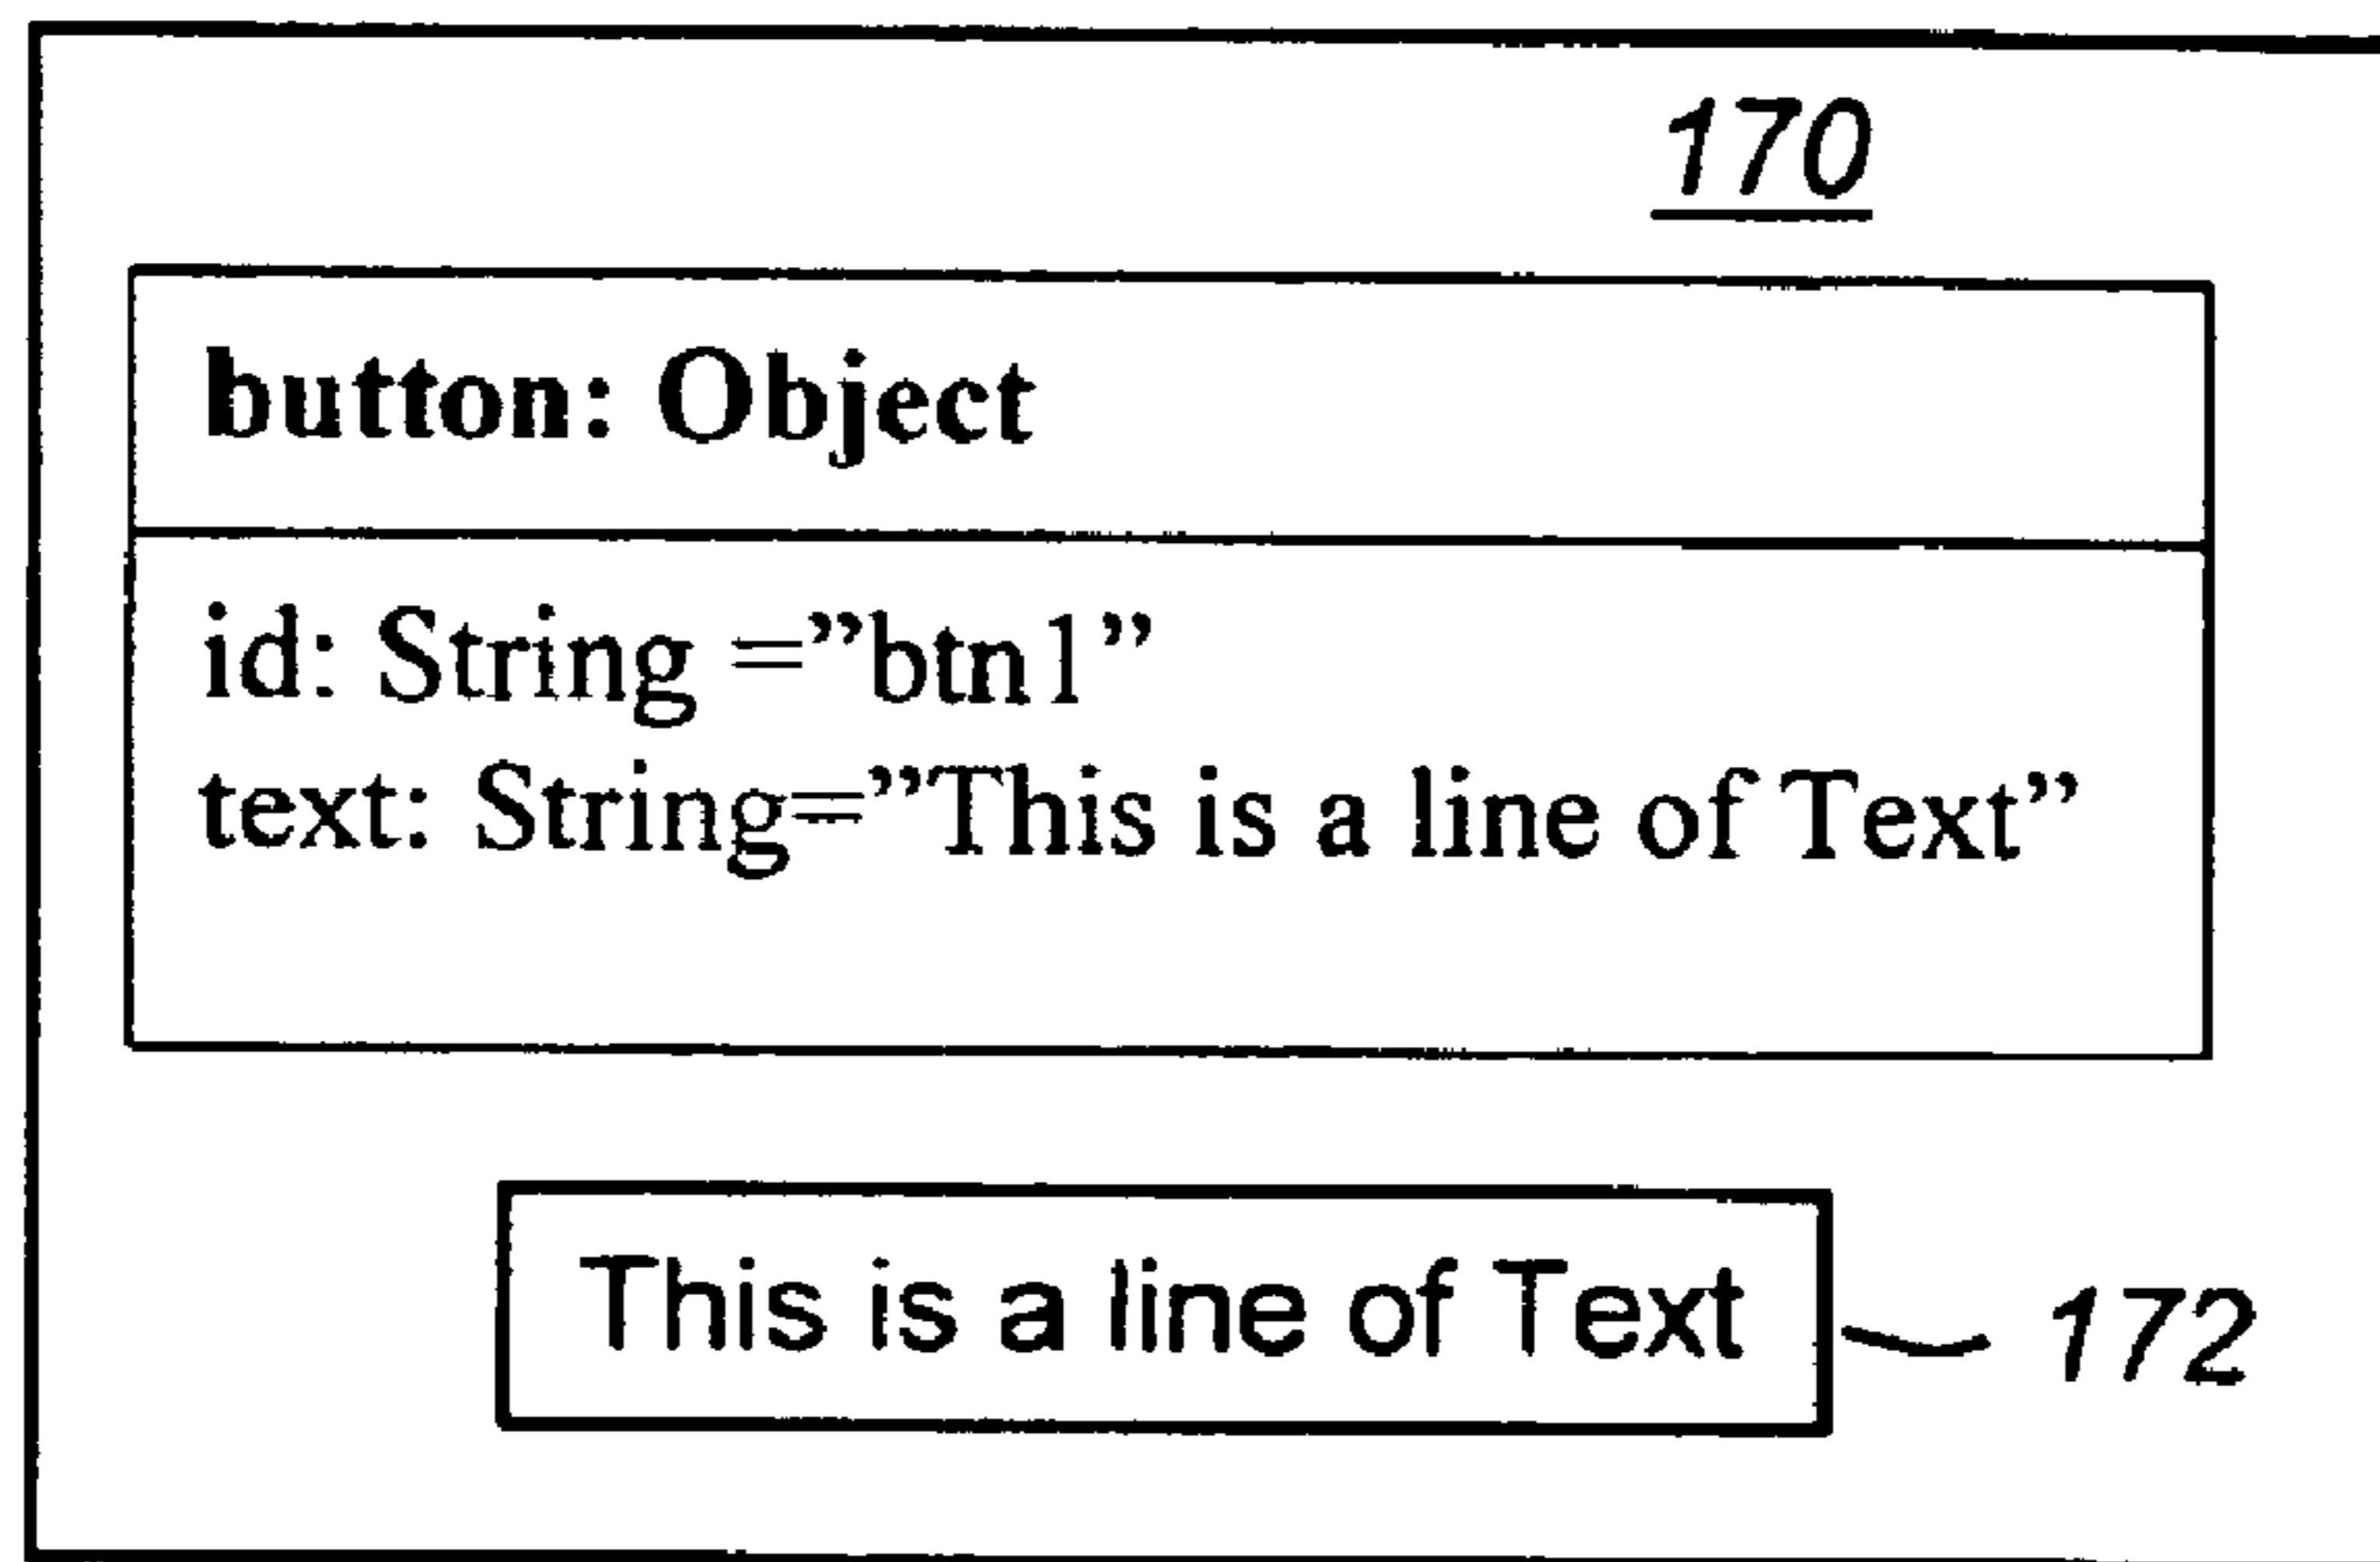 170
button: Object
id: String =”btn1”
text: String=”This is a line of Text”
This is a line of Text
172